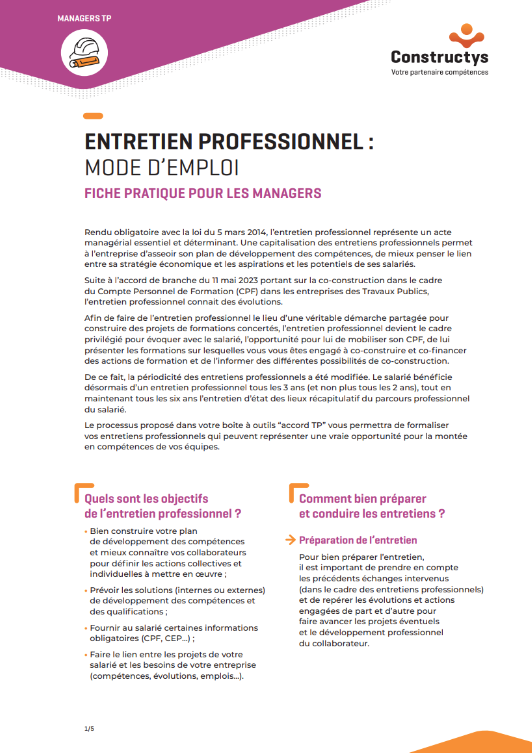 MANAGERS TP
Constructys
Votre partenaire compétences
ENTRETIEN PROFESSIONNEL :
MODE D’EMPLOI
FICHE PRATIQUE POUR LES MANAGERS
Rendu obligatoire avec la loi du 5 mars 2014, l’entretien professionnel représente un acte
managérial essentiel et déterminant. Une capitalisation des entretiens professionnels permet
à l’entreprise d’asseoir son plan de développement des compétences, de mieux penser le lien
entre sa stratégie économique et les aspirations et les potentiels de ses salariés.
Suite à l’accord de branche du 11 mai 2023 portant sur la co-construction dans le cadre
du Compte Personnel de Formation (CPF) dans les entreprises des Travaux Publics,
l’entretien professionnel connait des évolutions.
Afin de faire de l’entretien professionnel le lieu d’une véritable démarche partagée pour
construire des projets de formations concertés, l’entretien professionnel devient le cadre
privilégié pour évoquer avec le salarié, l’opportunité pour lui de mobiliser son CPF, de lui
présenter les formations sur lesquelles vous vous êtes engagé à co-construire et co-financer
des actions de formation et de l’informer des différentes possibilités de co-construction.
De ce fait, la périodicité des entretiens professionnels a été modifiée. Le salarié bénéficie
désormais d’un entretien professionnel tous les 3 ans (et non plus tous les 2 ans), tout en
maintenant tous les six ans l’entretien d’état des lieux récapitulatif du parcours professionnel
du salarié.
Le processus proposé dans votre boite à outils “accord TP” vous permettra de formaliser
vos entretiens professionnels qui peuvent représenter une vraie opportunité pour la montée
en compétences de vos équipes.
Quels sont les objectifs
de l’entretien professionnel ?
• Bien construire votre plan
de développement des compétences
et mieux connaître vos collaborateurs
pour définir les actions collectives et
individuelles à mettre en œuvre ;
• Prévoir les solutions (internes ou externes)
de développement des compétences et
des qualifications ;
• Fournir au salarié certaines informations
obligatoires (CPF, CEP...) ;
• Faire le lien entre les projets de votre
salarié et les besoins de votre entreprise
(compétences, évolutions, emplois...).
Comment bien préparer
et conduire les entretiens ?
→ Préparation de l’entretien
Pour bien préparer l’entretien,
il est important de prendre en compte
les précédents échanges intervenus
(dans le cadre des entretiens professionnels)
et de repérer les évolutions et actions
engagées de part et d’autre pour
faire avancer les projets éventuels
et le développement professionnel
du collaborateur.
1/5